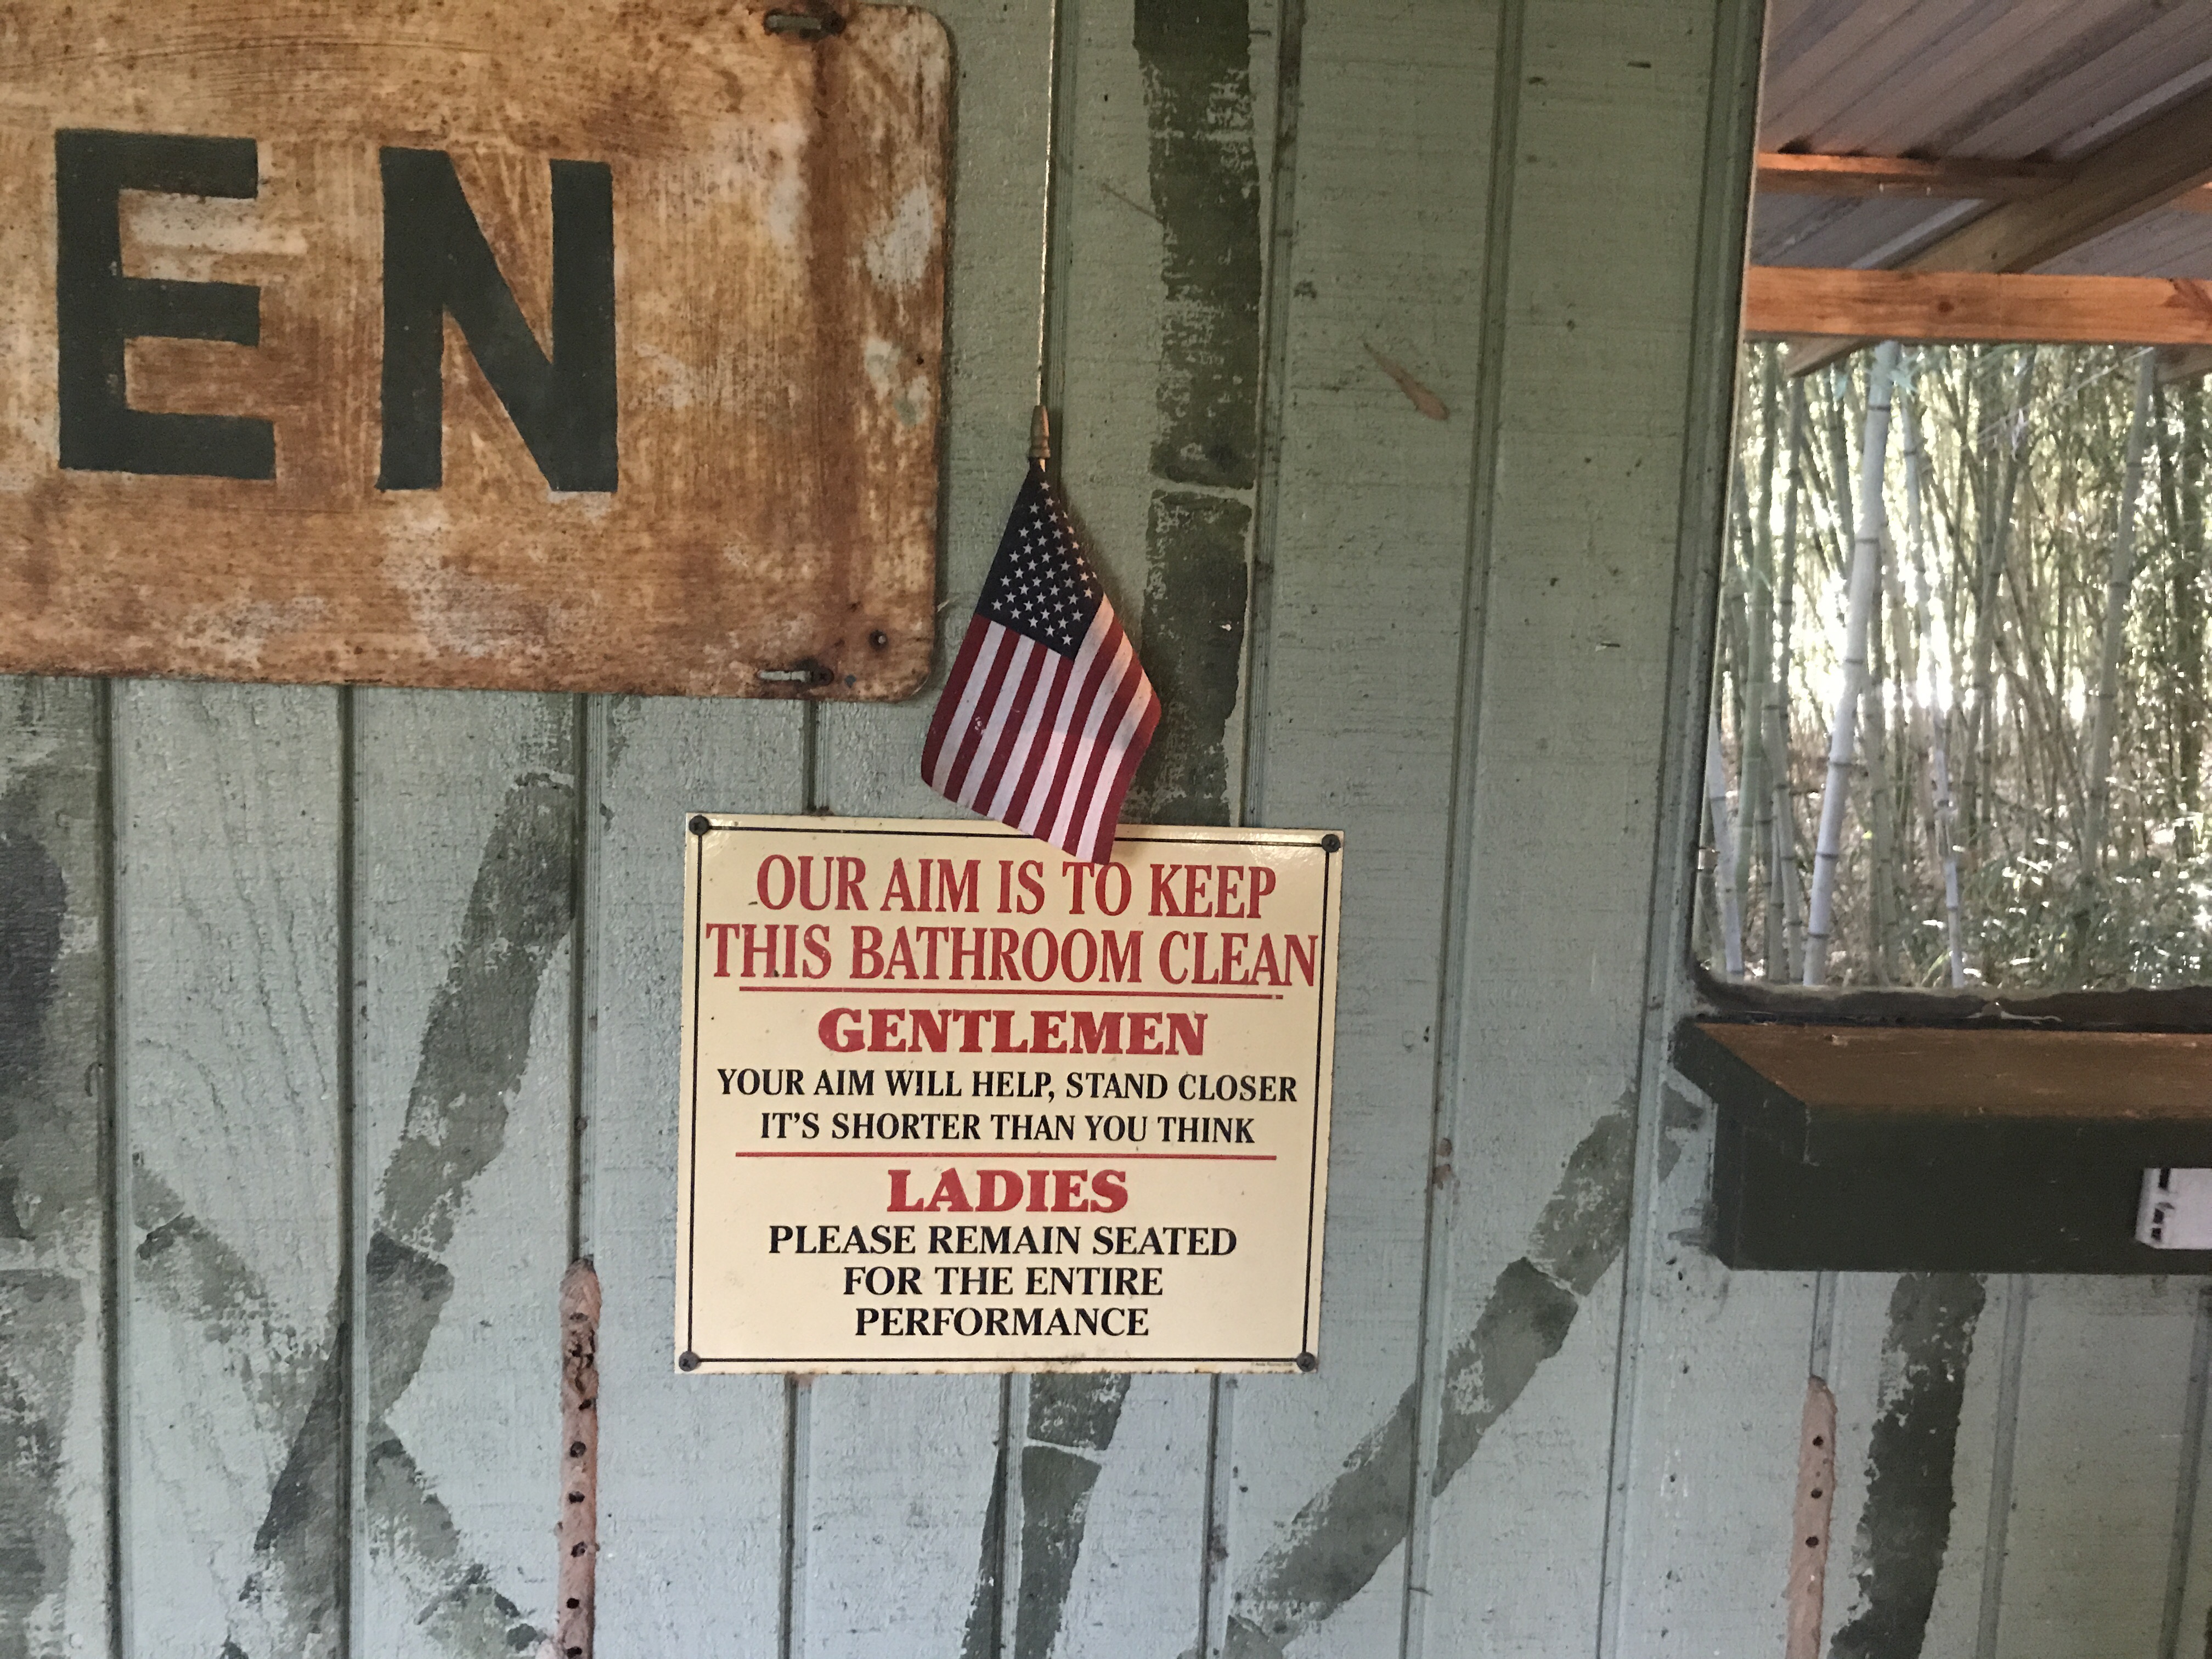 EN
OUR AIM IS TO KEEP
THIS BATHROOM CLEAN
GENTLEMEN
YOUR AIM WILL HELP, STAND CLOSER
IT'S SHORTER THAN YOU THINK
LADIES
PLEASE REMAIN SEATED
FOR THE ENTIRE
PERFORMANCE